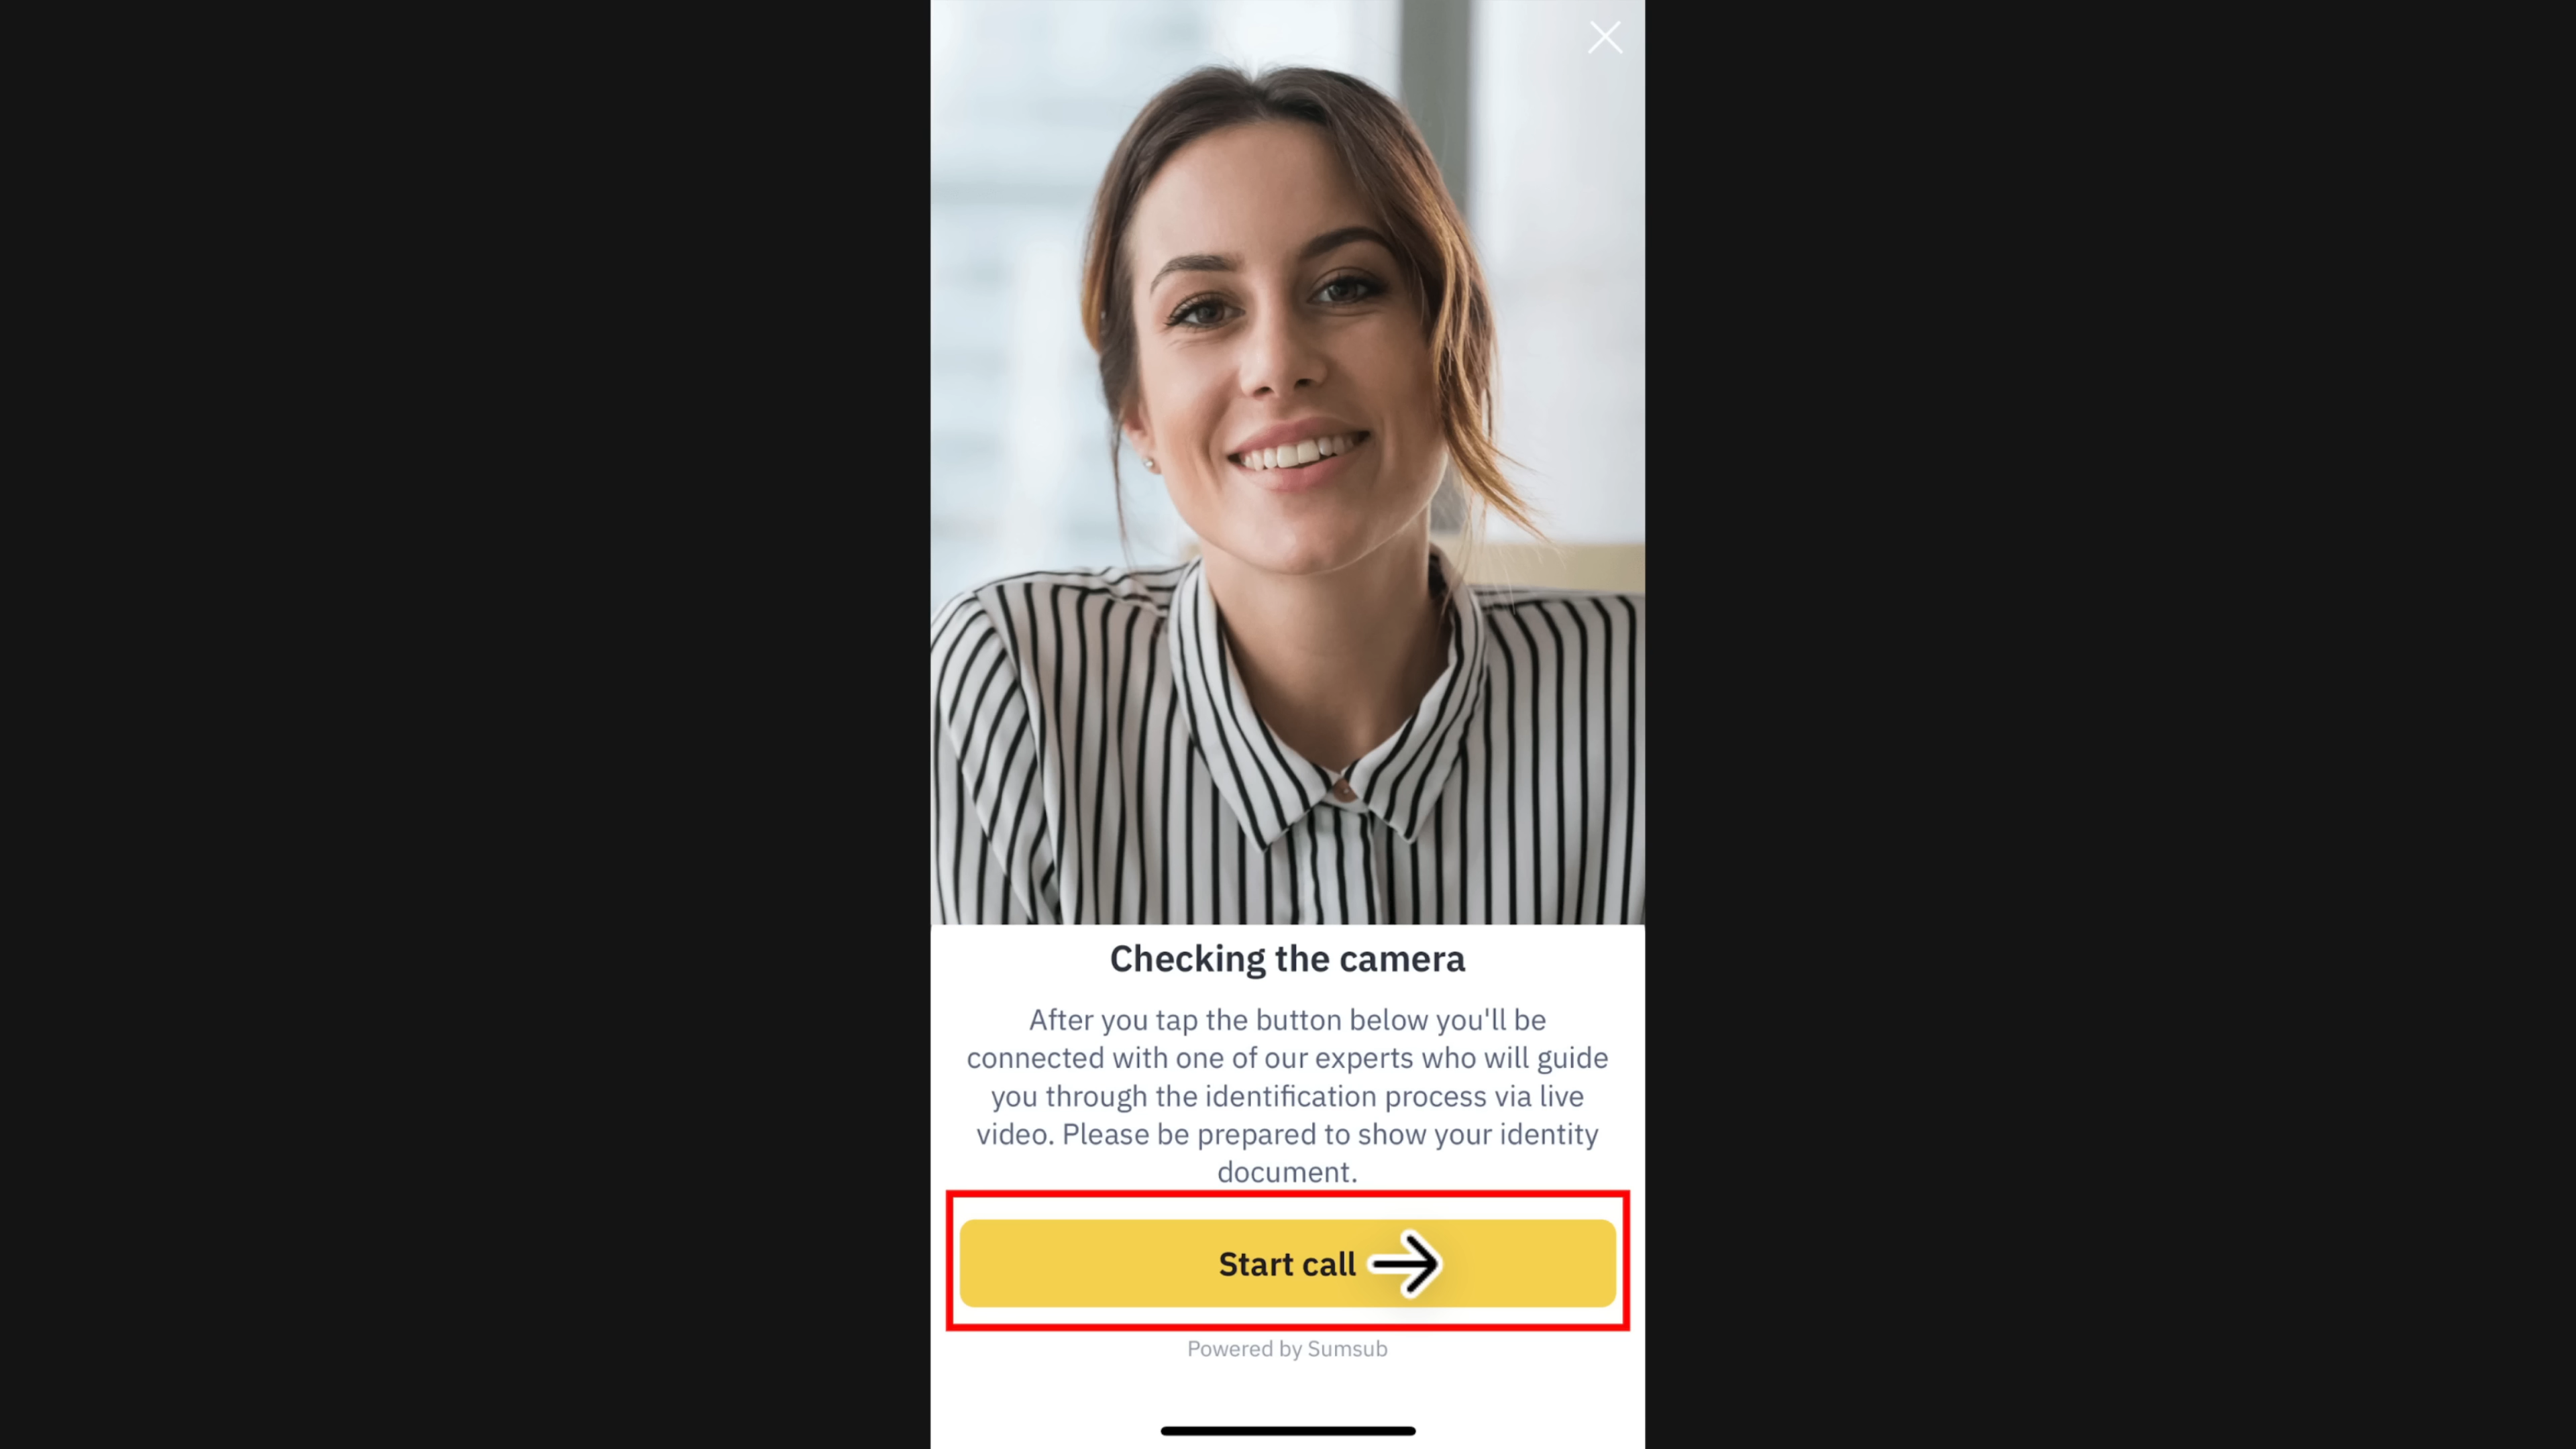 Checking the camera
After you tap the button below you'll be
connected with one of our experts who will guide
you through the identification process via live
video. Please be prepared to show your identity
document.
Start call
Powered by Sumsub